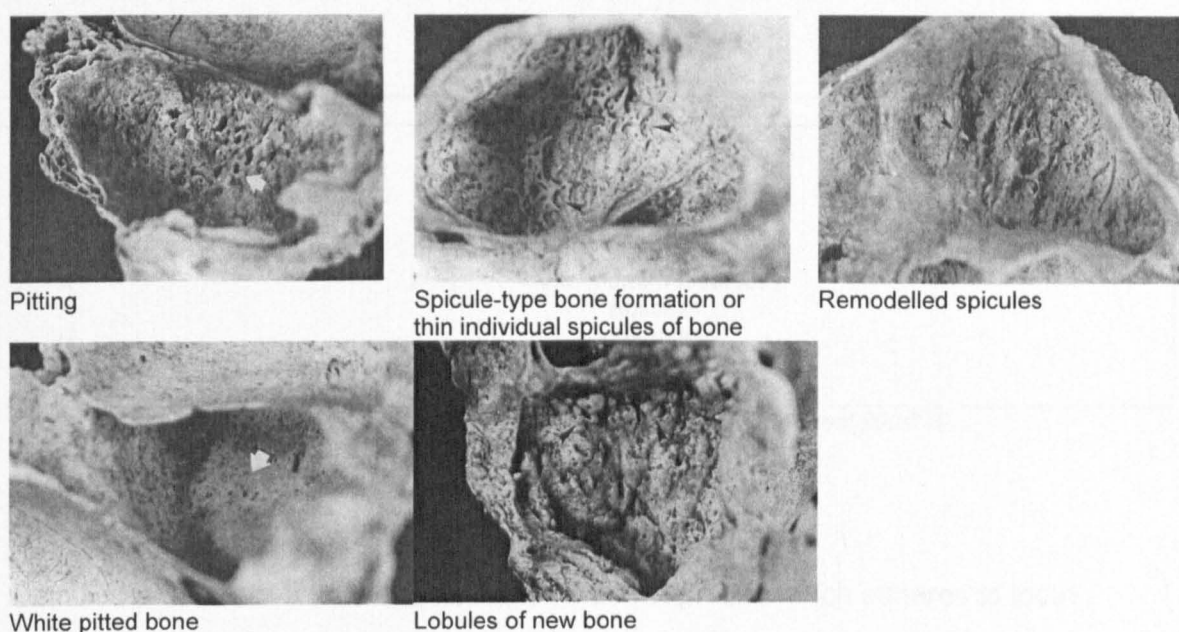 Pitting
Spicule-type bone formation or
thin individual spicules of bone
Remodelled spicules
White pitted bone
Lobules of new bone